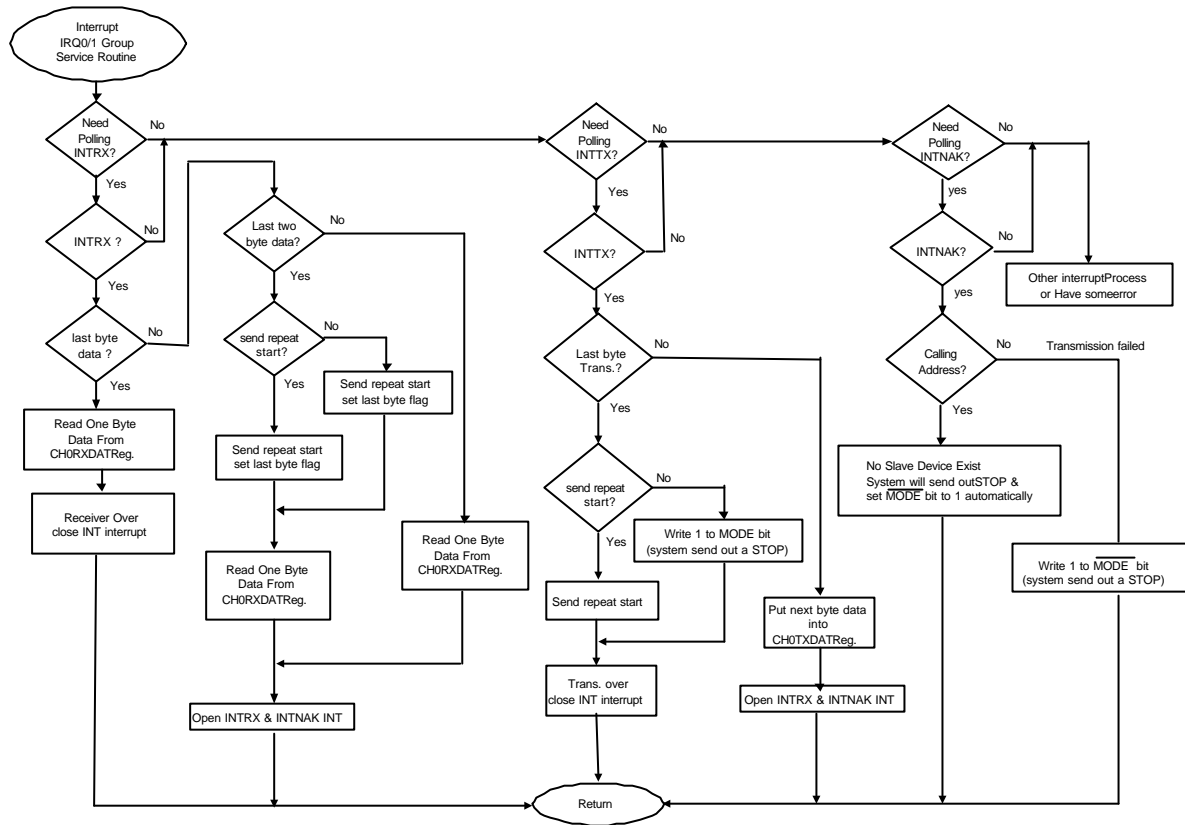 Interrupt
IRQ0/1 Group
Service Routine
Need
Polling
INTRX?
No
Yes
INTRX ?
No
Yes
last byte
data ?
No
Yes
Read One Byte
Data From
CH0RXDATReg.
Receiver Over
close INT interrupt
Last two
byte data?
No
Yes
send repeat
start?
No
Yes
Send repeat start
set last byte flag
Send repeat start
set last byte flag
Read One Byte
Data From
CH0RXDATReg.
Read One Byte
Data From
CH0RXDATReg.
Open INTRX & INTNAK INT
Need
Polling
INTTX?
No
Yes
INTTX?
No
Yes
Last byte
Trans.?
No
Yes
send repeat
start?
No
Yes
Write 1 to MODE bit
(system send out a STOP)
Send repeat start
Trans. over
close INT interrupt
Put next byte data
into
CH0TXDATReg.
Open INTRX & INTNAK INT
Need
Polling
INTNAK?
No
yes
INTNAK?
No
yes
Other interruptProcess
or Have someerror
Calling
Address?
No
Transmission failed
Yes
No Slave Device Exist
System will send outSTOP &
set MODE bit to 1 automatically
Write 1 to MODE bit
(system send out a STOP)
Return